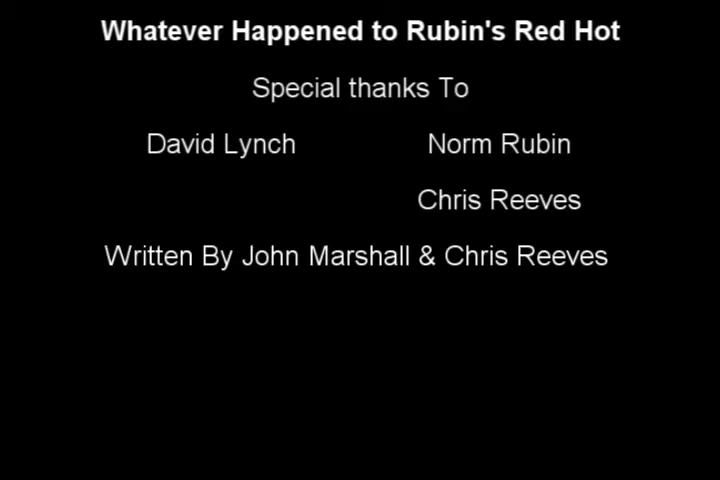 Whatever Happened to Rubin's Red Hot
Special thanks To
David Lynch Norm Rubin
Chris Reeves
Written By John Marshall & Chris Reeves